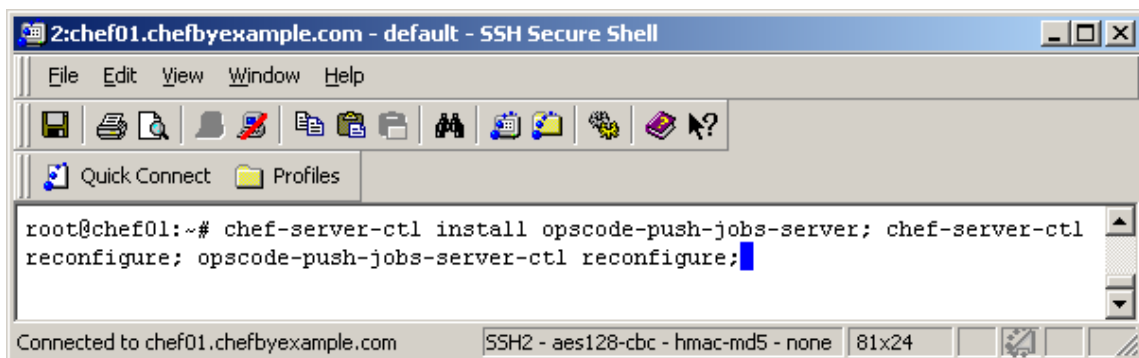 2:chef01.chefbyexample.com - default - SSH Secure Shell
File Edit View Window Help
Quick Connect Profiles
root@chef01:~# chef-server-ctl install opscode-push-jobs-server; chef-server-ctl
reconfigure; opscode-push-jobs-server-ctl reconfigure;
Connected to chef01.chefbyexample.com SSH2 - aes128-cbc - hmac-md5 - none 81x24